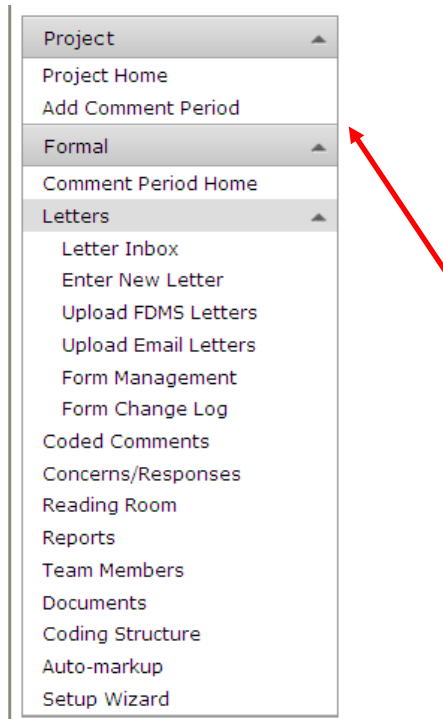 Project
Project Home
Add Comment Period
Formal
Comment Period Home
Letters
Letter Inbox
Enter New Letter
Upload FDMS Letters
Upload Email Letters
Form Management
Form Change Log
Coded Comments
Concerns/Responses
Reading Room
Reports
Team Members
Documents
Coding Structure
Auto-markup
Setup Wizard